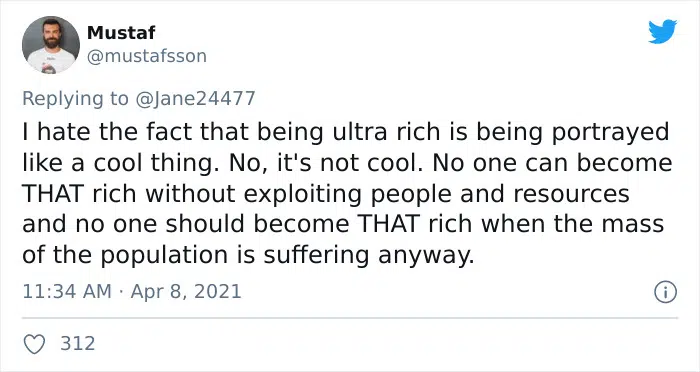 Mustaf
@mustafsson
Replying to @Jane24477
I hate the fact that being ultra rich is being portrayed
like a cool thing. No, it's not cool. No one can become
THAT rich without exploiting people and resources
and no one should become THAT rich when the mass
of the population is suffering anyway.
11:34 AM · Apr 8, 2021
312